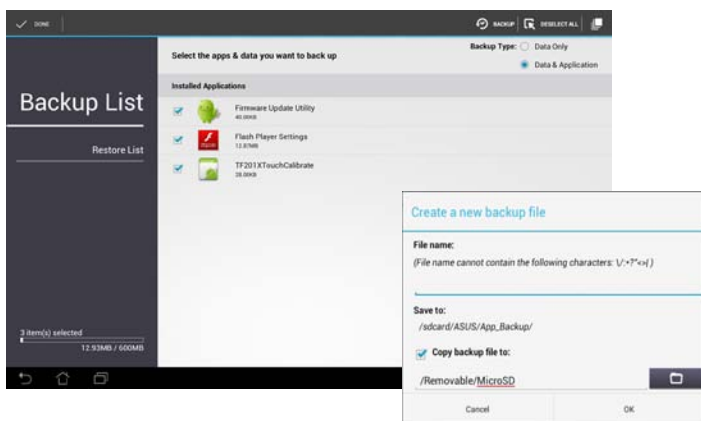 DONE
BACKUP
DESELECT ALL
Backup List
Restore List
3 item(s) selected
12.93MB / 600MB
Select the apps & data you want to back up
Backup Type:
Data Only
Data & Application
Installed Applications
Firmware Update Utility
40.00KB
Flash Player Settings
12.87MB
TF201XTouchCalibrate
28.00KB
Create a new backup file
File name:
(File name cannot contain the following characters: \/:*?"<>| )
Save to:
/sdcard/ASUS/App_Backup/
Copy backup file to:
/Removable/MicroSD
Cancel
OK